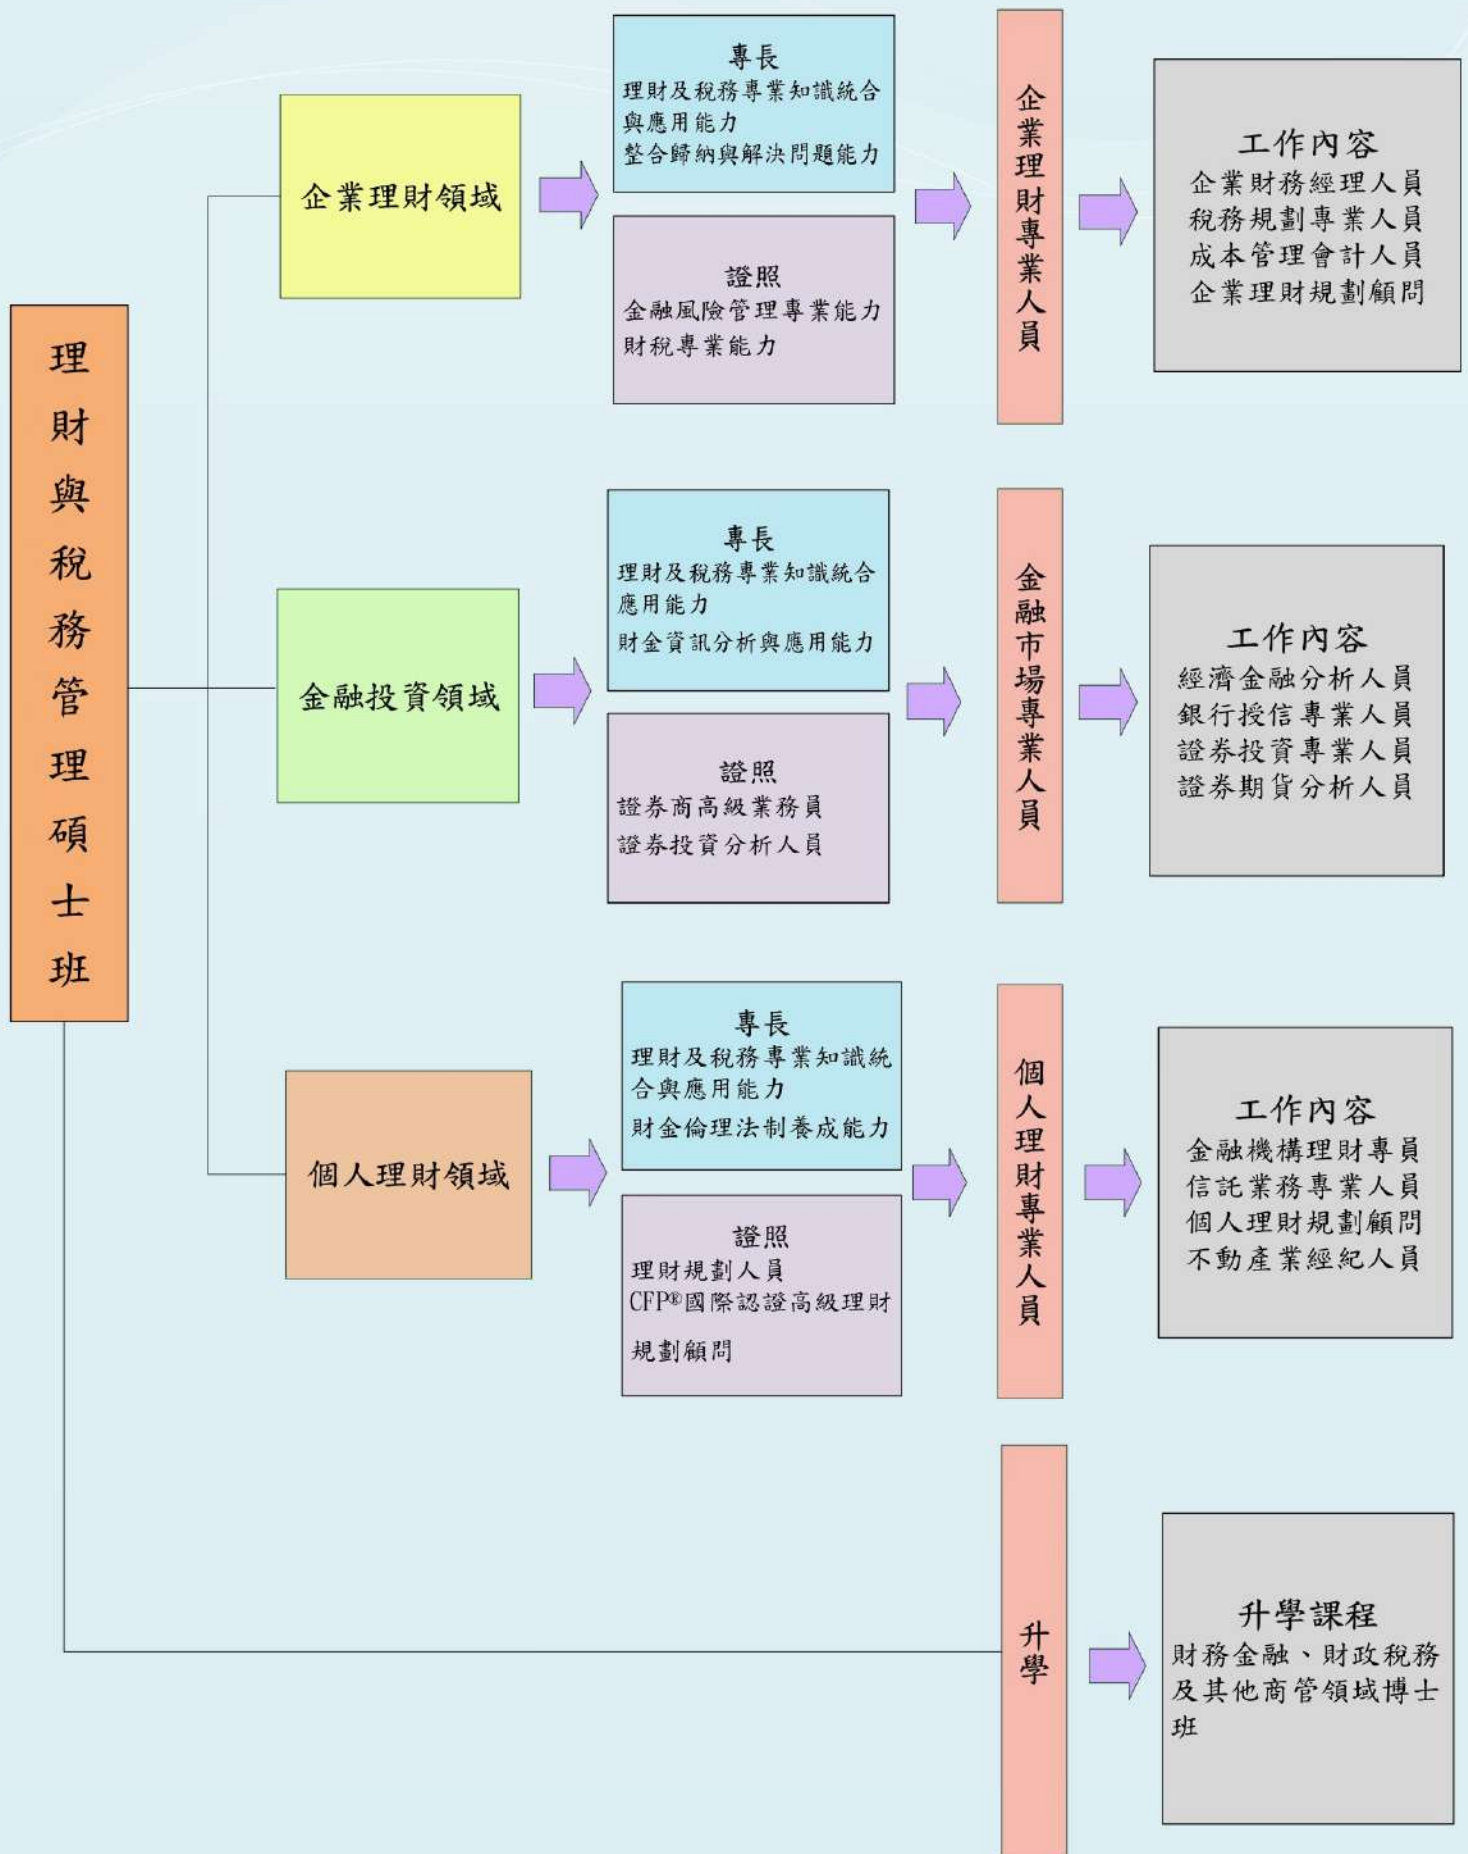 理財與稅務管理碩士班
企業理財領域
專長
理財及稅務專業知識統合
與應用能力
整合歸納與解決問題能力
證照
金融風險管理專業能力
財稅專業能力
企業理財專業人員
工作內容
企業財務經理人員
稅務規劃專業人員
成本管理會計人員
企業理財規劃顧問
金融投資領域
專長
理財及稅務專業知識統合
應用能力
財金資訊分析與應用能力
證照
證券商高級業務員
證券投資分析人員
金融市場專業人員
工作內容
經濟金融分析人員
銀行授信專業人員
證券投資專業人員
證券期貨分析人員
個人理財領域
專長
理財及稅務專業知識統
合與應用能力
財金倫理法制養成能力
證照
理財規劃人員
CFP®國際認證高級理財
規劃顧問
個人理財專業人員
工作內容
金融機構理財專員
信託業務專業人員
個人理財規劃顧問
不動產業經紀人員
升學
升學課程
財務金融、財政稅務
及其他商管領域博士
班